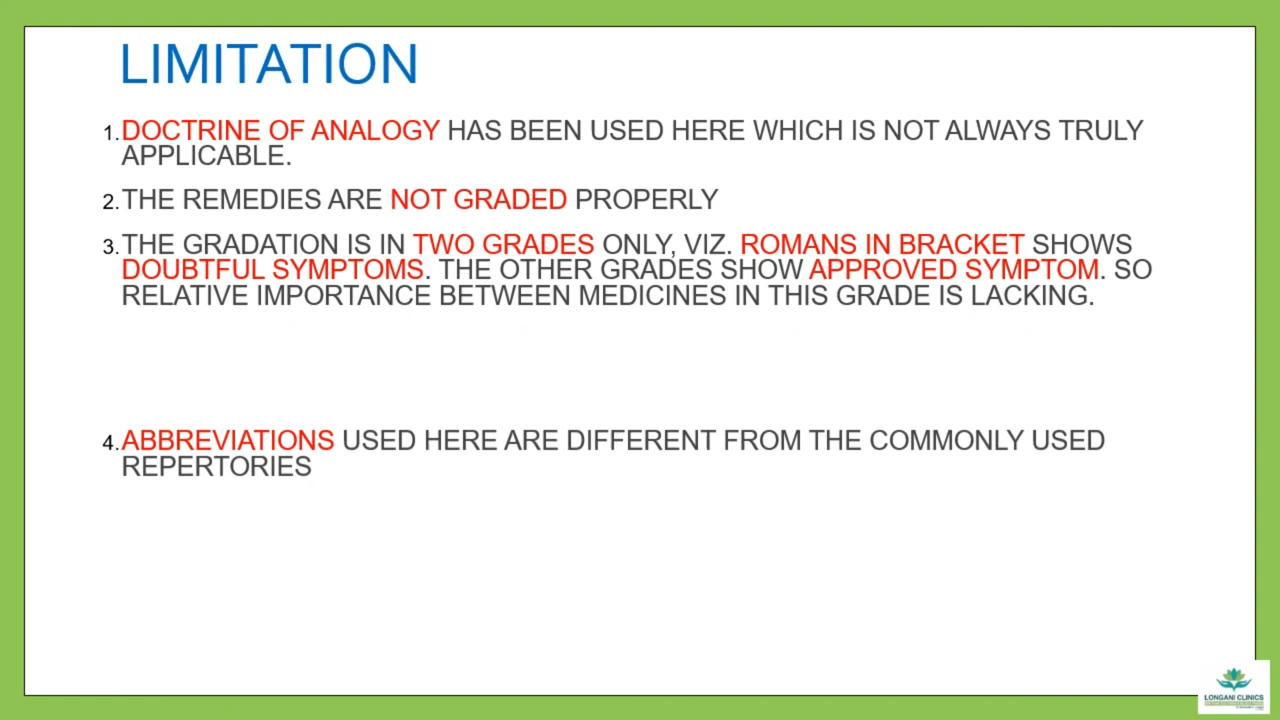 LIMITATION
1. DOCTRINE OF ANALOGY HAS BEEN USED HERE WHICH IS NOT ALWAYS TRULY
APPLICABLE.
2. THE REMEDIES ARE NOT GRADED PROPERLY
3. THE GRADATION IS IN TWO GRADES ONLY, VIZ. ROMANS IN BRACKET SHOWS
DOUBTFUL SYMPTOMS. THE OTHER GRADES SHOW APPROVED SYMPTOM. SO
RELATIVE IMPORTANCE BETWEEN MEDICINES IN THIS GRADE IS LACKING.
4. ABBREVIATIONS USED HERE ARE DIFFERENT FROM THE COMMONLY USED
REPERTORIES
LONGANI CLINICS